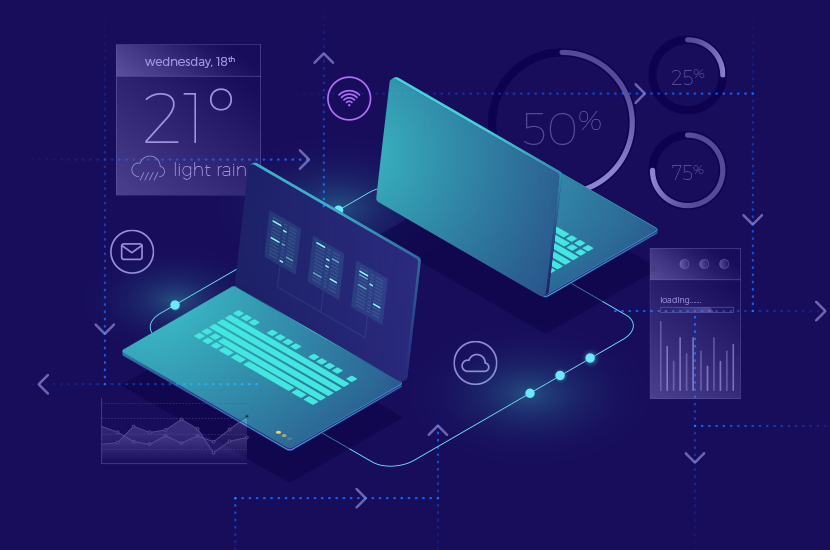 wednesday, 18th
21°
light rain
50%
25%
75%
loading.....